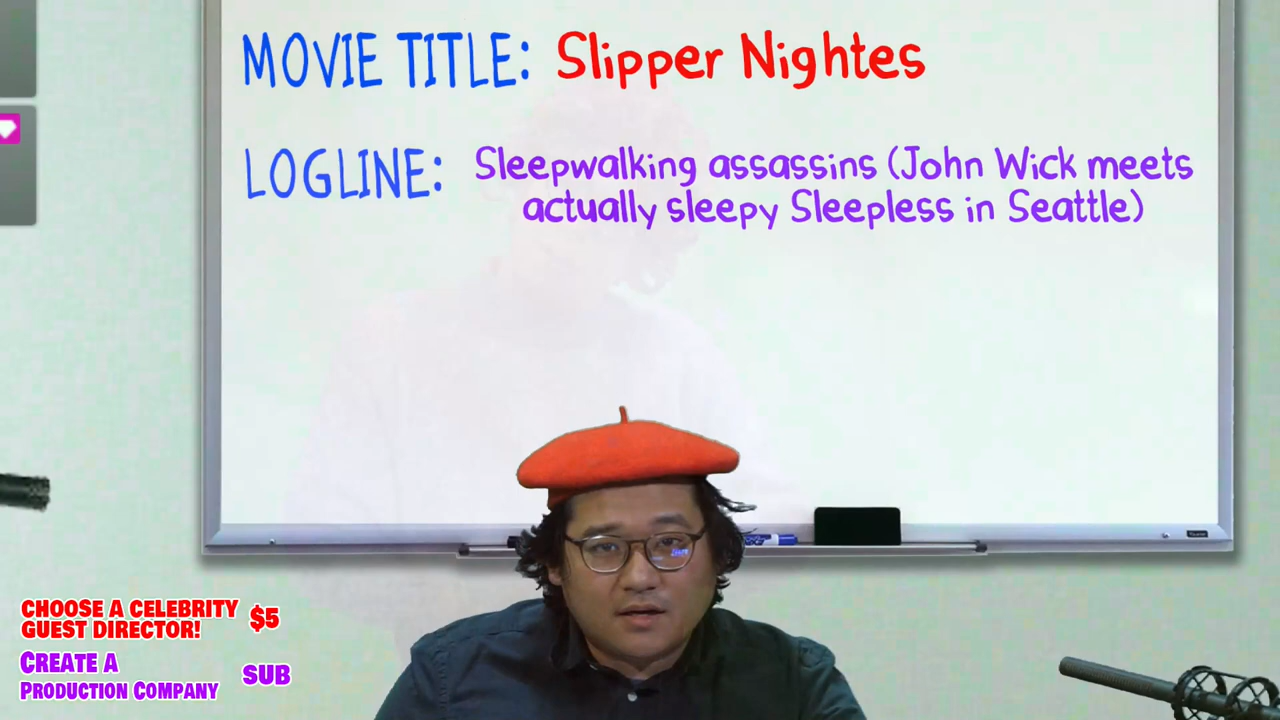 MOVIE TITLE: Slipper Nightes
LOGLINE: Sleepwalking assassins (John Wick meets
actually sleepy Sleepless in Seattle)
CHOOSE A CELEBRITY
GUEST DIRECTOR! $5
CREATE A
PRODUCTION COMPANY SUB